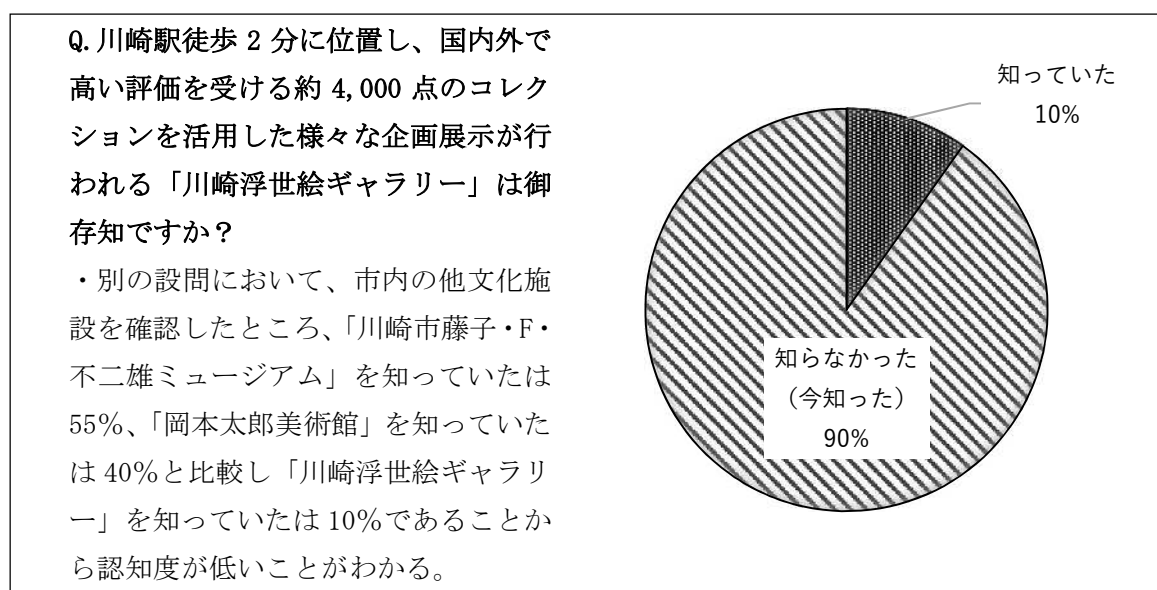 Q.川崎駅徒歩 2 分に位置し、国内外で
高い評価を受ける約 4,000 点のコレク
ションを活用した様々な企画展示が行
われる「川崎浮世絵ギャラリー」は御
存知ですか？
・別の設問において、市内の他文化施
設を確認したところ、「川崎市藤子・F・
不二雄ミュージアム」を知っていたは
55％、「岡本太郎美術館」を知っていた
は 40％と比較し「川崎浮世絵ギャラリ
ー」を知っていたは 10％であることか
ら認知度が低いことがわかる。
知っていた
10%
知らなかった
（今知った）
90%